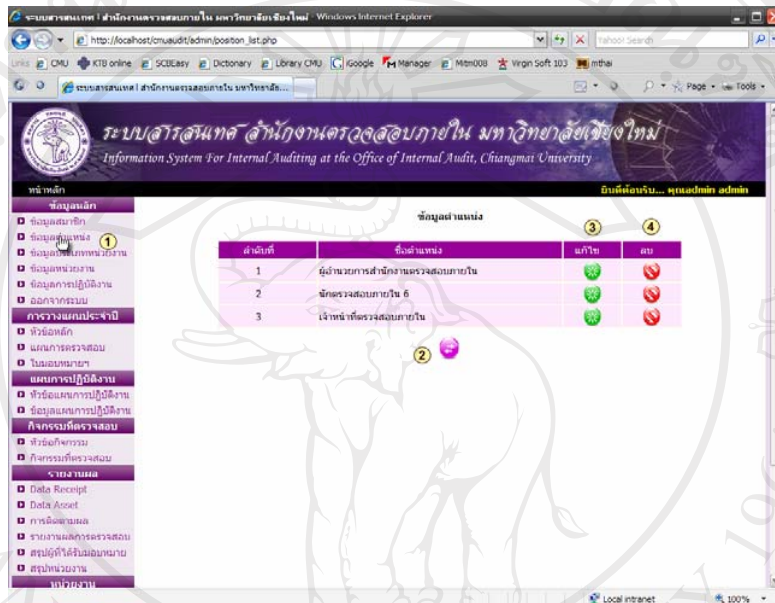 ระบบสารสนเทศ | สำนักงานตรวจสอบภายใน มหาวิทยาลัยเชียงใหม่ - Windows Internet Explorer
http://localhost/cmuaudit/admin/position_list.php
Yahoo! Search
Links CMU KTB online SCBEasy Dictionary Library CMU iGoogle Manager Mitm008 Virgin Soft 103 mthai
ระบบสารสนเทศ | สำนักงานตรวจสอบภายใน มหาวิทยาลัย...
Page Tools
ระบบสารสนเทศ สำนักงานตรวจสอบภายใน มหาวิทยาลัยเชียงใหม่
Information System For Internal Auditing at the Office of Internal Audit, Chiangmai University
หน้าหลัก
ยินดีต้อนรับ... คุณadmin admin
ข้อมูลหลัก
ข้อมูลสมาชิก
ข้อมูลตำแหน่ง
1
ข้อมูลประเภทหน่วยงาน
ข้อมูลหน่วยงาน
ข้อมูลการปฏิบัติงาน
ออกจากระบบ
การวางแผนประจำปี
หัวข้อหลัก
แผนการตรวจสอบ
ใบมอบหมายฯ
แผนการปฏิบัติงาน
หัวข้อแผนการปฏิบัติงาน
ข้อมูลแผนการปฏิบัติงาน
กิจกรรมที่ตรวจสอบ
หัวข้อกิจกรรม
กิจกรรมที่ตรวจสอบ
รายงานผล
Data Receipt
Data Asset
การติดตามผล
รายงานผลการตรวจสอบ
สรุปผู้ที่ได้รับมอบหมาย
สรุปหน่วยงาน
หน่วยงาน
ข้อมูลตำแหน่ง
3 4
ลำดับที่ ชื่อตำแหน่ง แก้ไข ลบ
1 ผู้อำนวยการสำนักงานตรวจสอบภายใน
2 นักตรวจสอบภายใน 6
3 เจ้าหน้าที่ตรวจสอบภายใน
2
Local intranet 100%